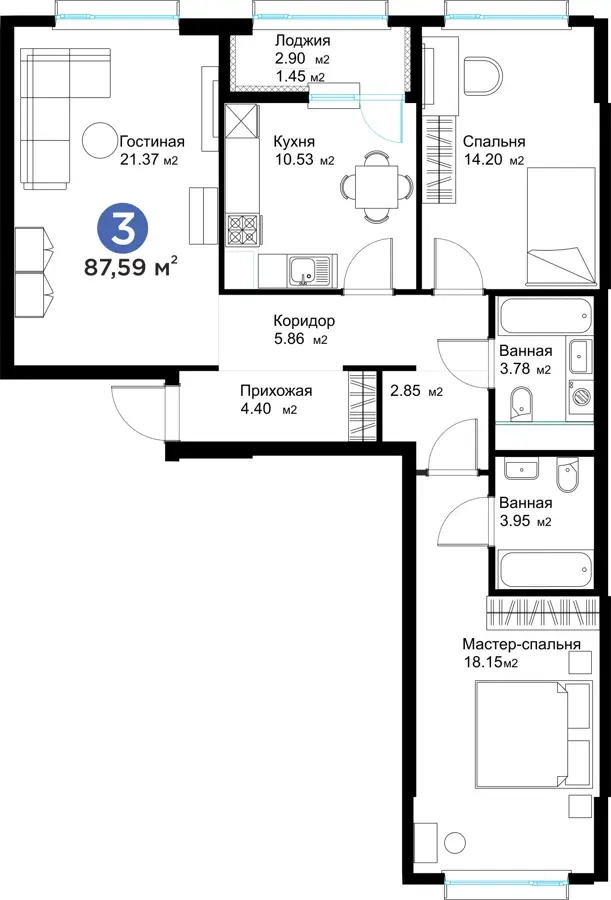 Лоджия
2.90 м2
1.45 м2
Гостиная
21.37 м2
Кухня
10.53 м2
Спальня
14.20 м2
3
87,59 м²
Коридор
5.86 м2
Ванная
3.78 м2
Прихожая
4.40 м2
2.85 м2
Ванная
3.95 м2
Мастер-спальня
18.15м2